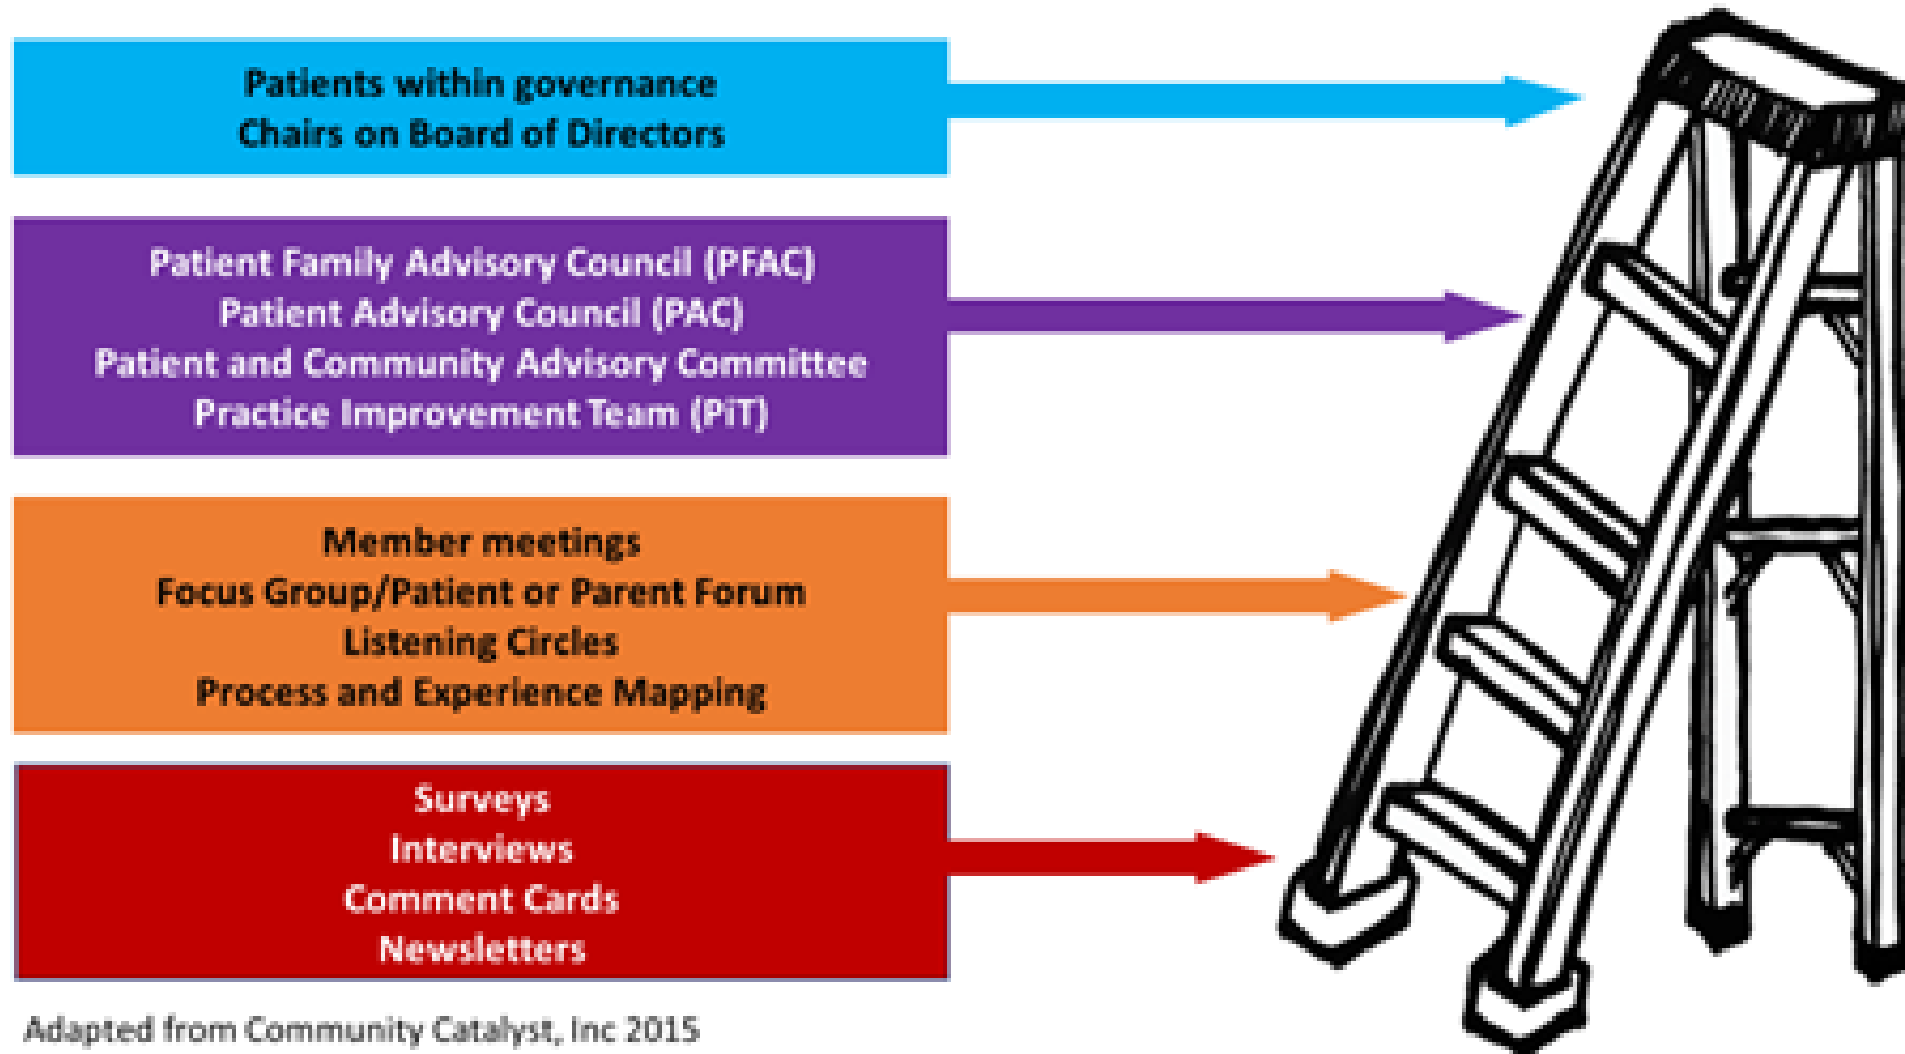 Patients within governance
Chairs on Board of Directors
Patient Family Advisory Council (PFAC)
Patient Advisory Council (PAC)
Patient and Community Advisory Committee
Practice Improvement Team (PiT)
Member meetings
Focus Group/Patient or Parent Forum
Listening Circles
Process and Experience Mapping
Surveys
Interviews
Comment Cards
Newsletters
Adapted from Community Catalyst, Inc 2015